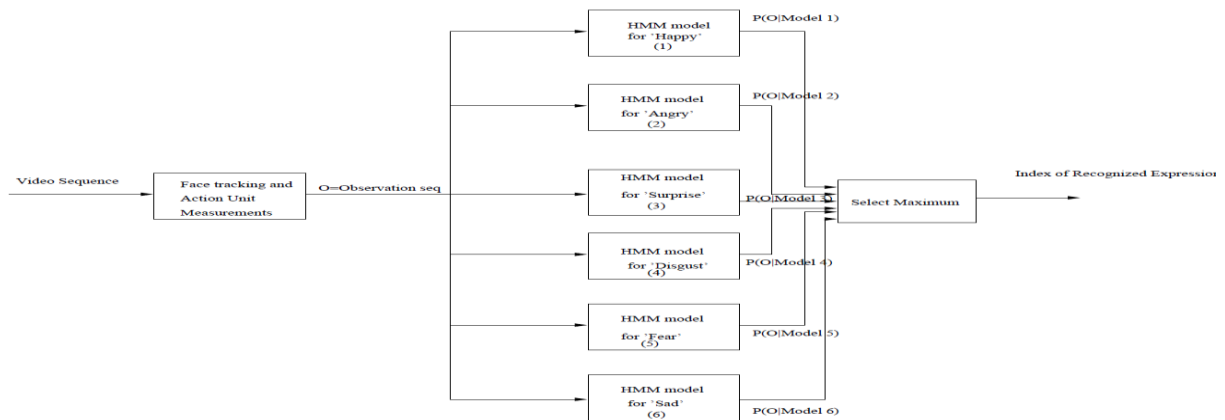 HMM model
for `Happy'
(1)
P(O|Model 1)
HMM model
for `Angry'
(2)
P(O|Model 2)
Video Sequence
Face tracking and
Action Unit
Measurements
O=Observation seq
HMM model
for `Surprise'
(3)
P(O|Model 3)
Select Maximum
Index of Recognized Expression
HMM model
for `Disgust'
(4)
P(O|Model 4)
HMM model
for `Fear'
(5)
P(O|Model 5)
HMM model
for `Sad'
(6)
P(O|Model 6)